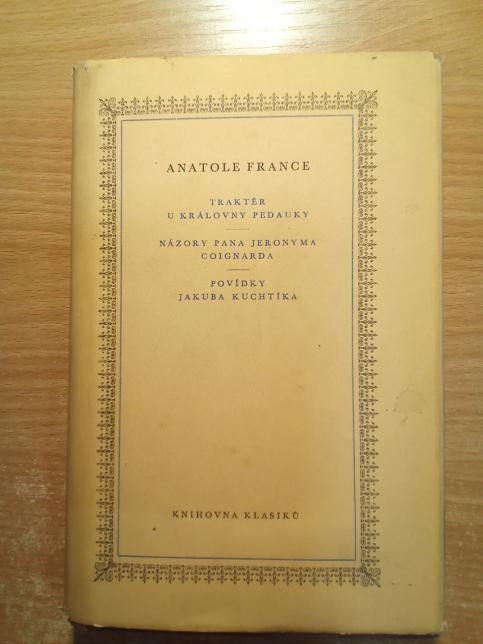 ANATOLE FRANCE
TRAKTÉR
U KRÁLOVNY PEDAUKY
NÁZORY PANA JERONYMA
COIGNARDA
POVÍDKY
JAKUBA KUCHTÍKA
KNIHOVNA KLASIKŮ